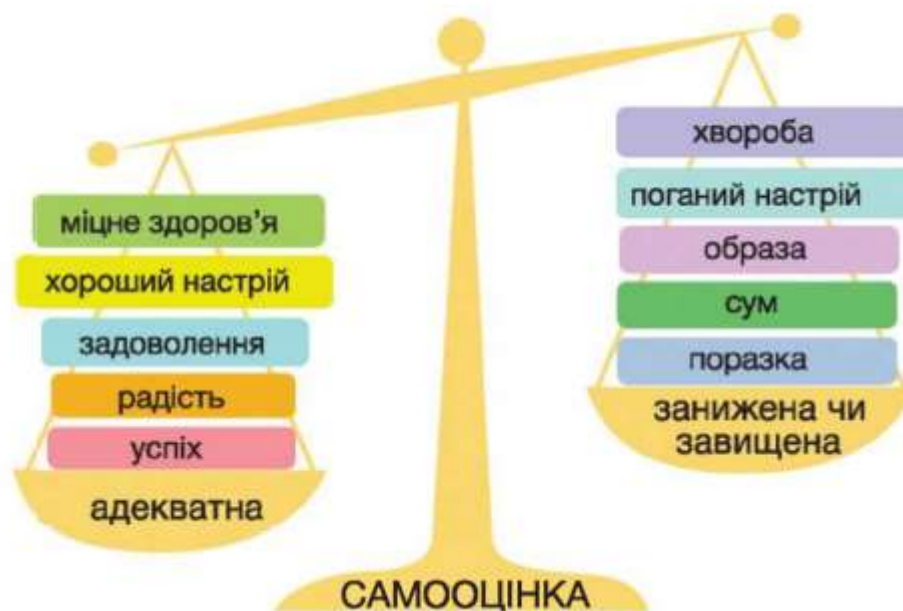 міцне здоров’я
хороший настрій
задоволення
радість
успіх
адекватна
хвороба
поганий настрій
образа
сум
поразка
занижена чи
завищена
САМООЦІНКА